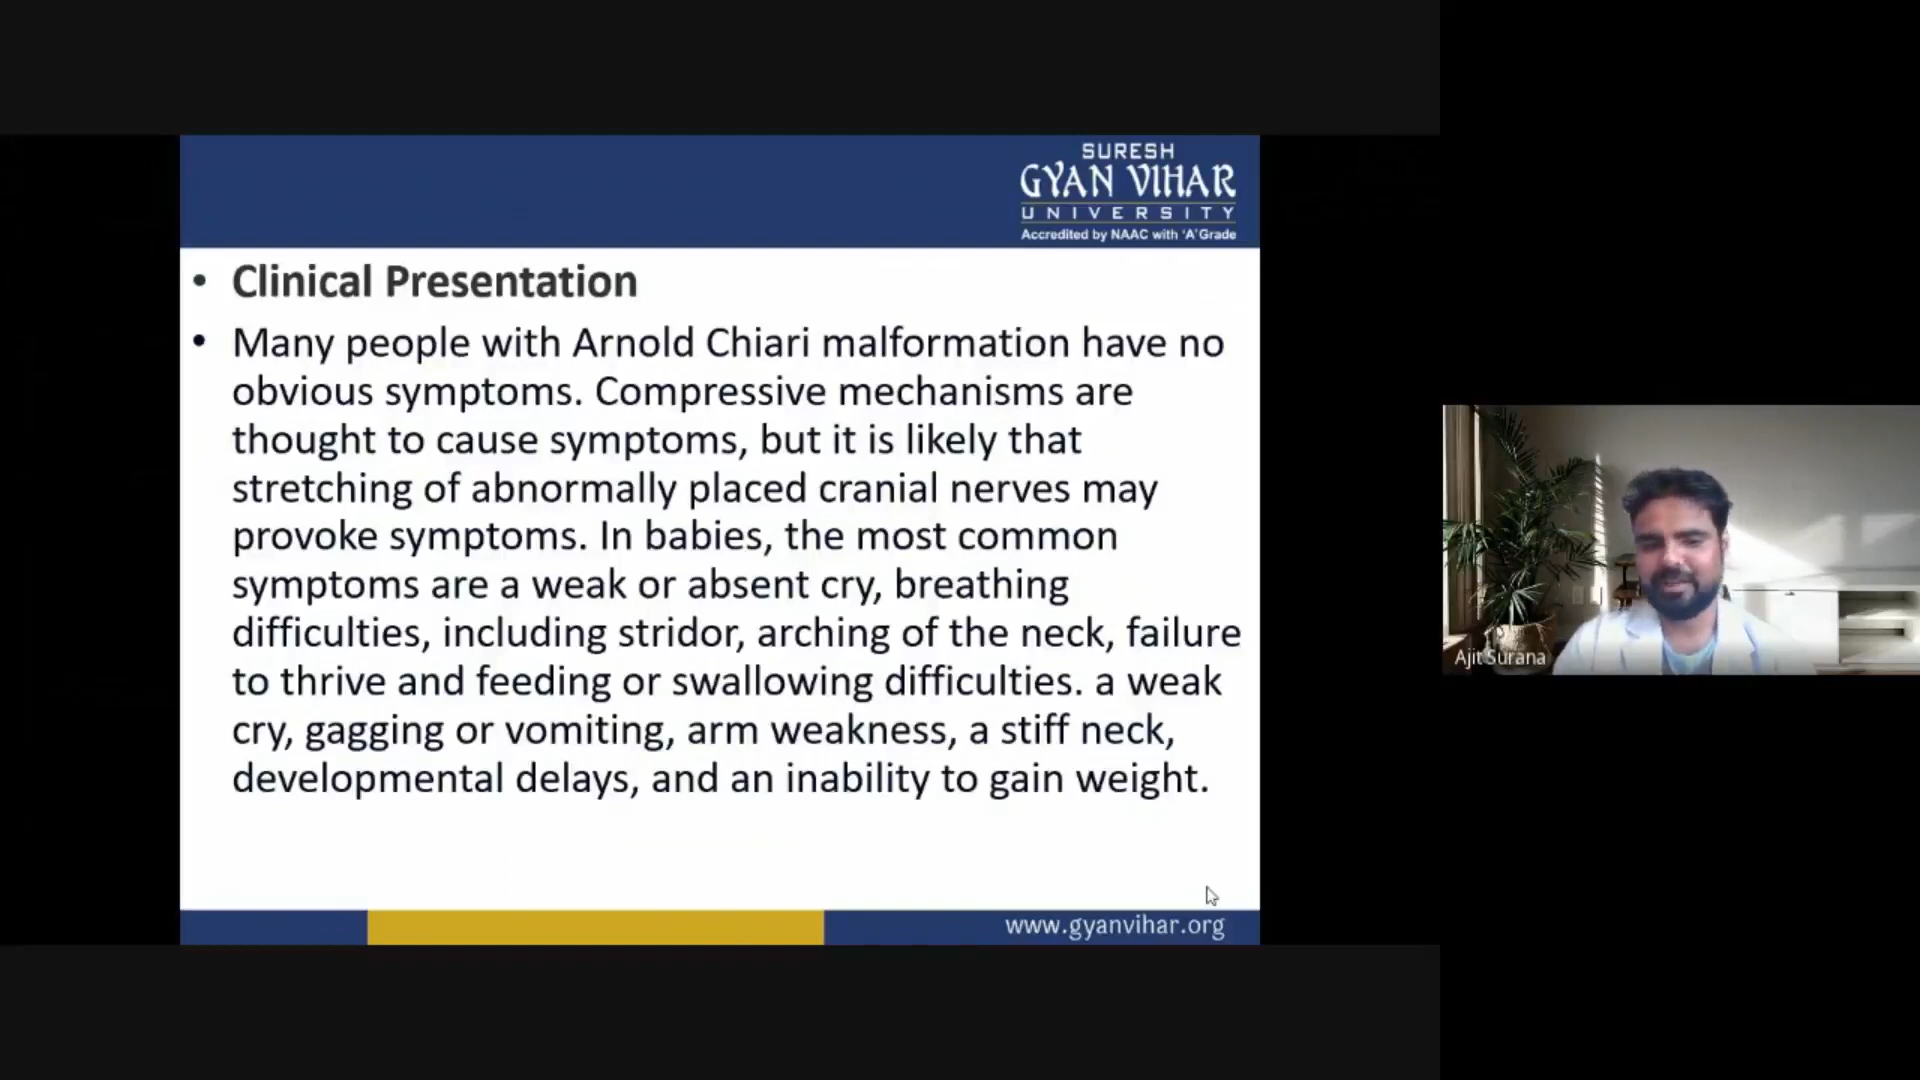 SURESH
GYAN VIHAR
UNIVERSITY
Accredited by NAAC with 'A' Grade
• Clinical Presentation
• Many people with Arnold Chiari malformation have no
obvious symptoms. Compressive mechanisms are
thought to cause symptoms, but it is likely that
stretching of abnormally placed cranial nerves may
provoke symptoms. In babies, the most common
symptoms are a weak or absent cry, breathing
difficulties, including stridor, arching of the neck, failure
to thrive and feeding or swallowing difficulties. a weak
cry, gagging or vomiting, arm weakness, a stiff neck,
developmental delays, and an inability to gain weight.
www.gyanvihar.org
Ajit Surana